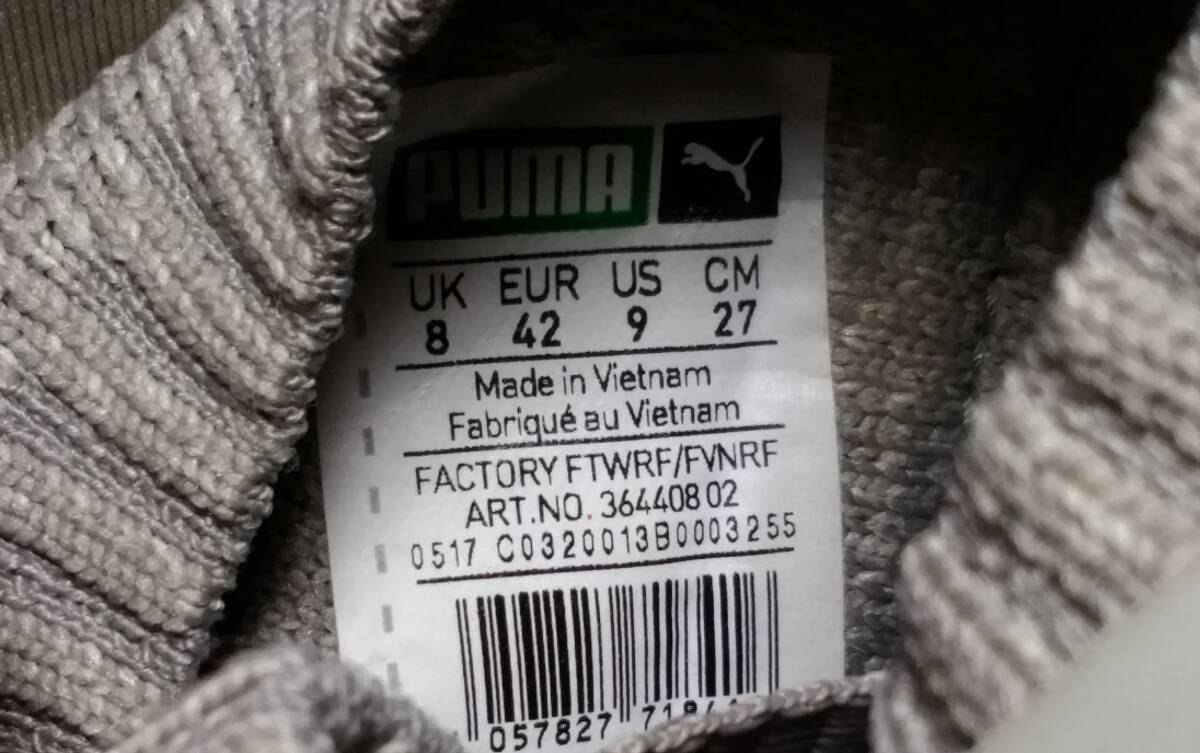 PUMA
UK EUR US CM
8 42 9 27
Made in Vietnam
Fabriqué au Vietnam
FACTORY FTWRF/FVNRF
ART.NO. 364408 02
0517 C0320013B0003255
057827